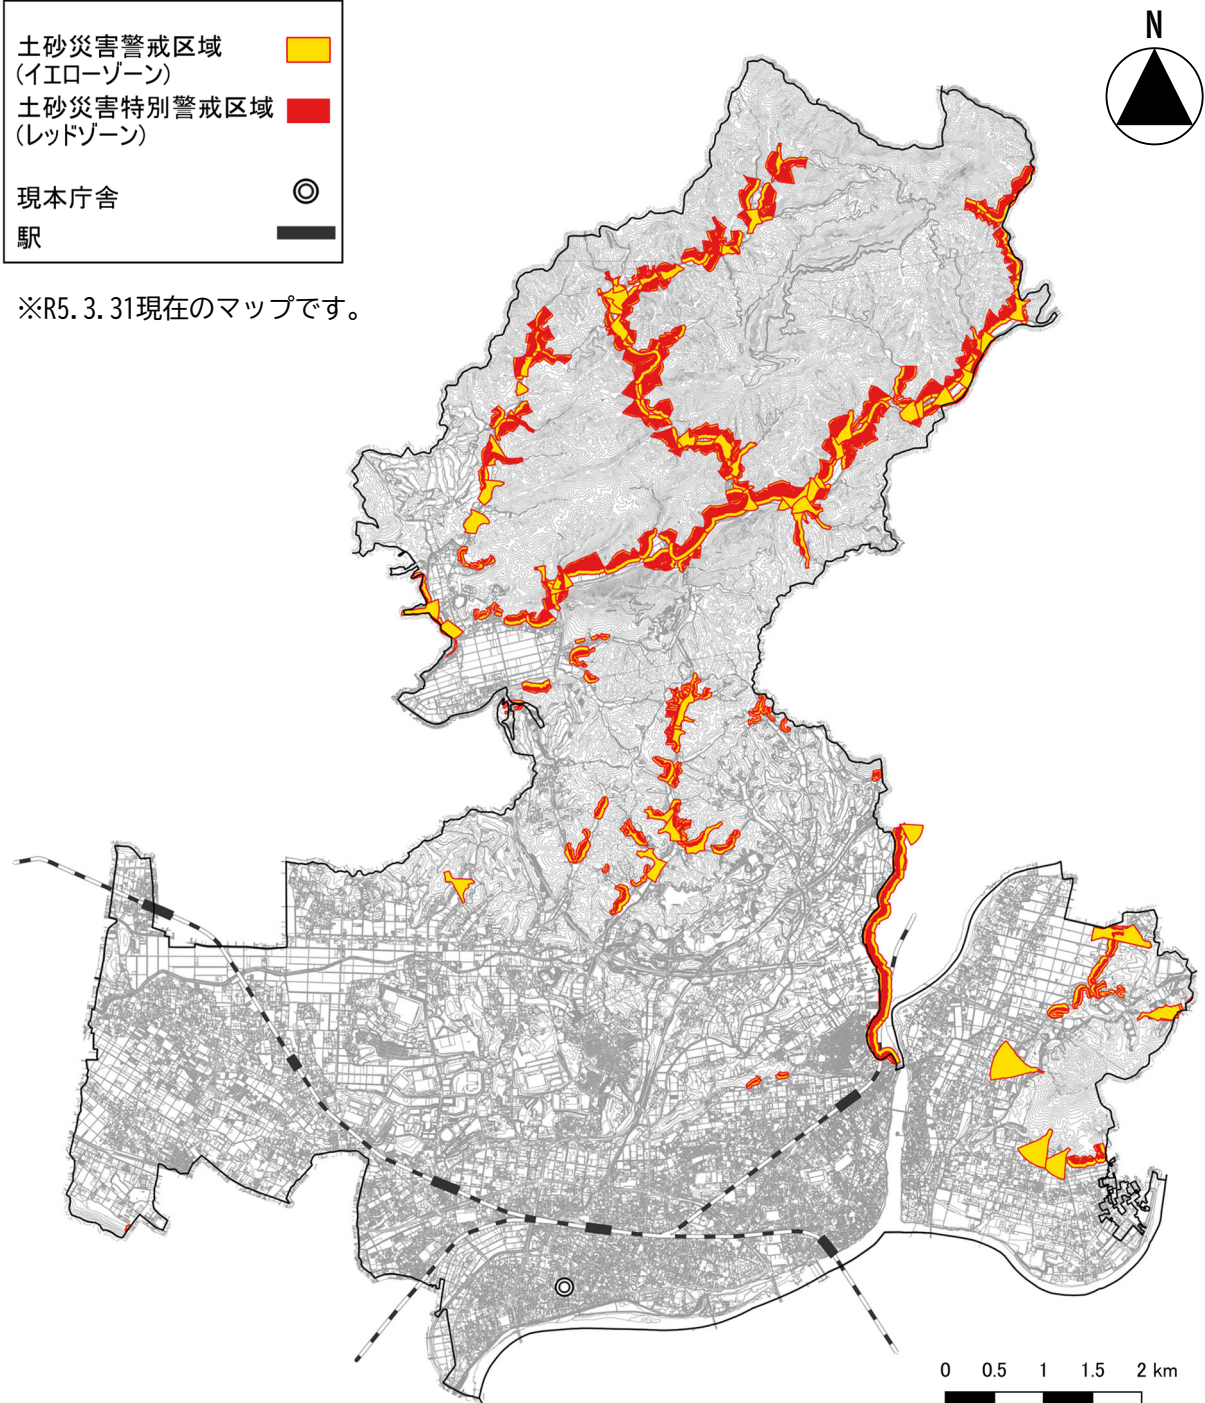 土砂災害警戒区域
(イエローゾーン)
土砂災害特別警戒区域
(レッドゾーン)
現本庁舎
駅
※R5.3.31現在のマップです。
N
0 0.5 1 1.5 2 km